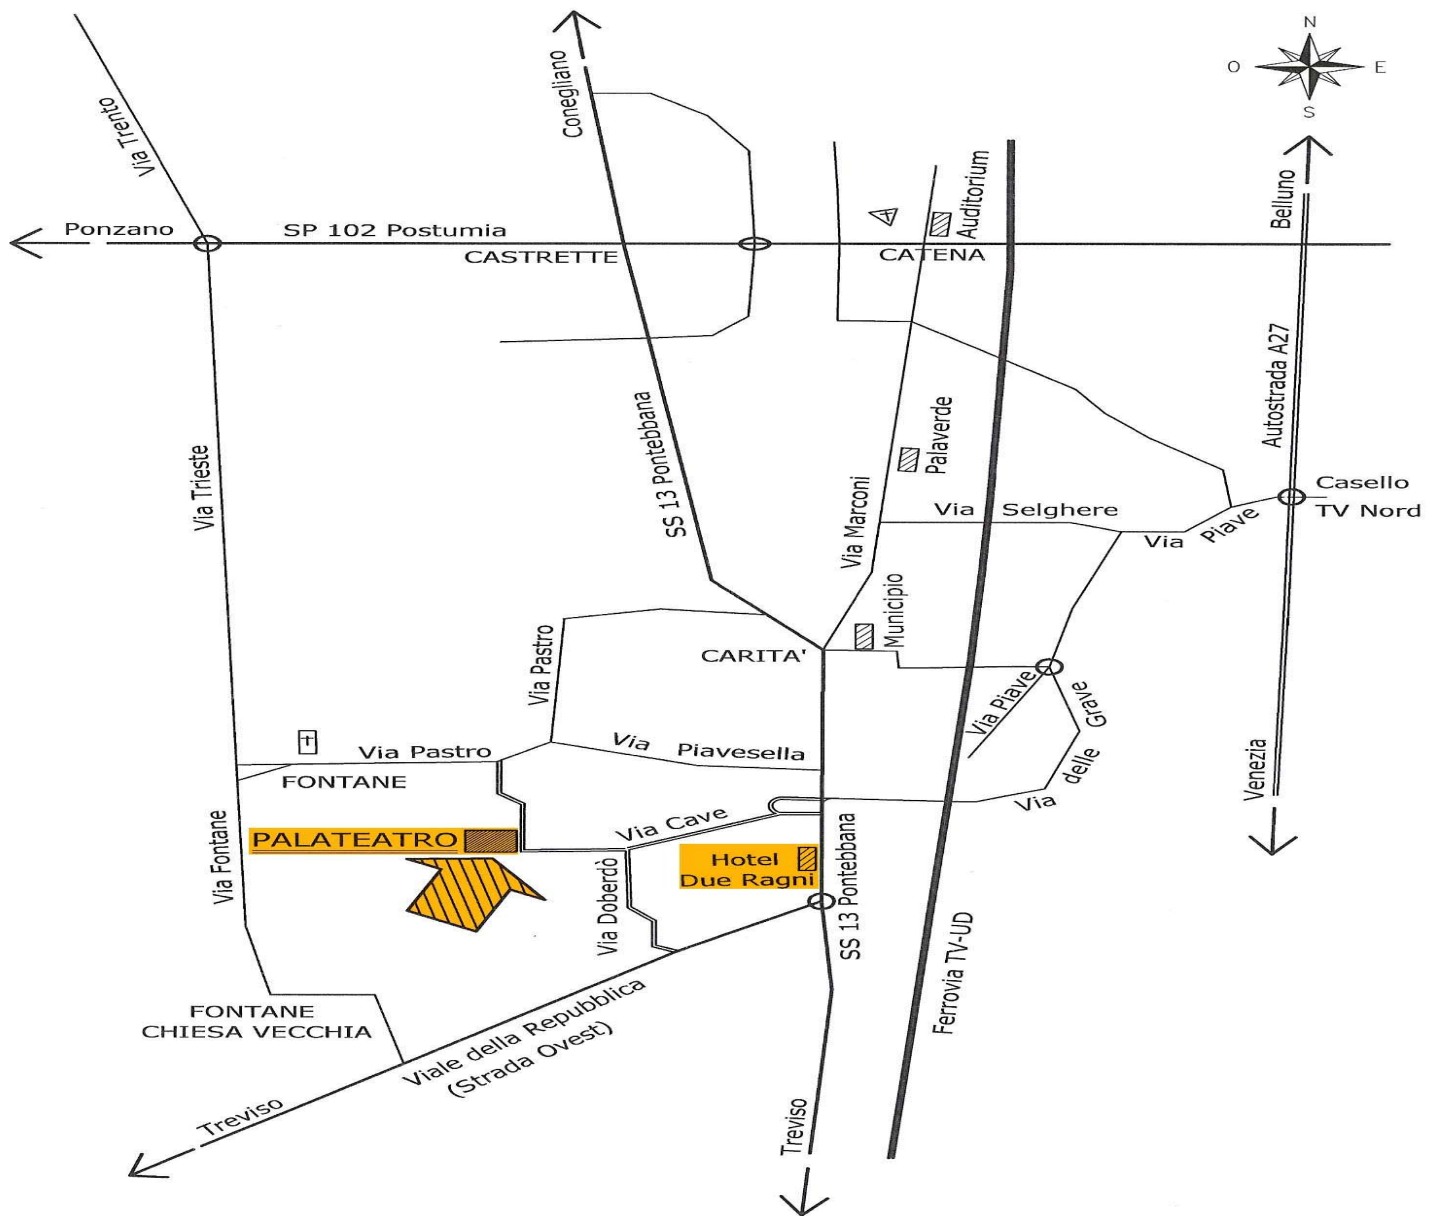 N
O
E
S
Via Trento
Conegliano
Auditorium
Belluno
Ponzano
SP 102 Postumia
CASTRETTE
CATENA
Autostrada A27
SS 13 Pontebbana
Palaverde
Via Trieste
Via Marconi
Casello
TV Nord
Via Selghere
Via Piave
Municipio
Via Pastro
CARITA'
Via Piave
Via delle Grave
Via Pastro
Via Piavesella
FONTANE
Venezia
Via Cave
PALATEATRO
Via Fontane
Hotel
Due Ragni
Via Doberdò
SS 13 Pontebbana
Ferrovia TV-UD
FONTANE
CHIESA VECCHIA
Viale della Repubblica
(Strada Ovest)
Treviso
Treviso